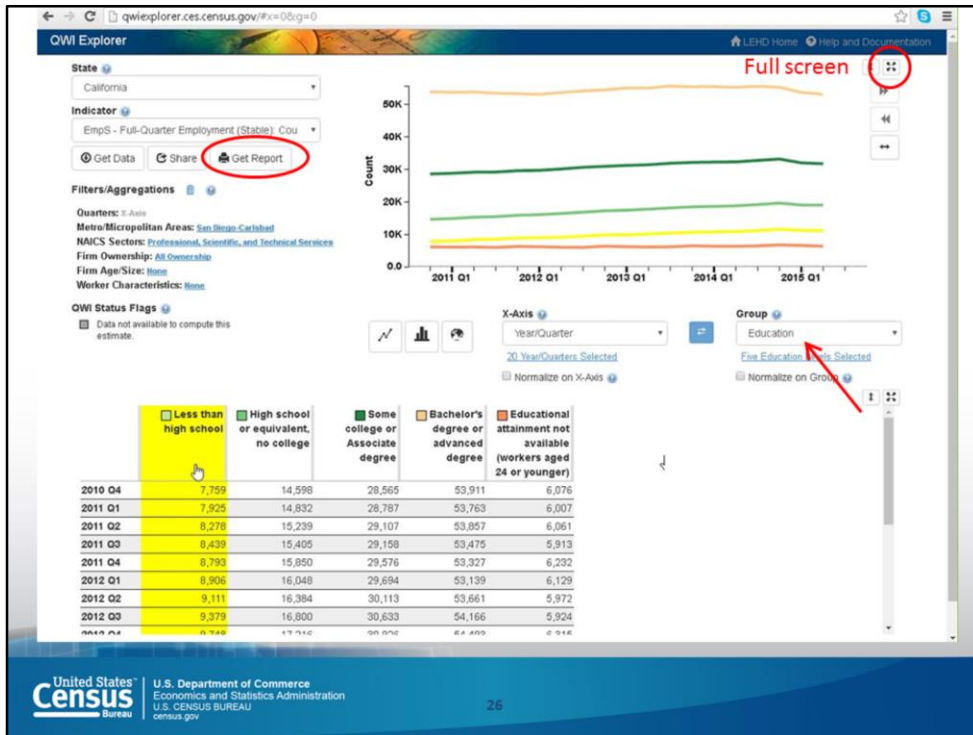 qwiexplorer.ces.census.gov/#x=0&g=0
QWI Explorer
LEHD Home Help and Documentation
State
California
Indicator
EmpS - Full-Quarter Employment (Stable): Cou
Get Data Share Get Report
Filters/Aggregations
Quarters: X-Axis
Metro/Micropolitan Areas: San Diego-Carlsbad
NAICS Sectors: Professional, Scientific, and Technical Services
Firm Ownership: All Ownership
Firm Age/Size: None
Worker Characteristics: None
QWI Status Flags
Data not available to compute this
estimate.
Full screen
Count
50K
40K
30K
20K
10K
0.0
2011 Q1 2012 Q1 2013 Q1 2014 Q1 2015 Q1
X-Axis
Year/Quarter
20 Year/Quarters Selected
Normalize on X-Axis
Group
Education
Five Education Levels Selected
Normalize on Group
Less than high school
High school or equivalent, no college
Some college or Associate degree
Bachelor's degree or advanced degree
Educational attainment not available (workers aged 24 or younger)
2010 Q4 7,759 14,598 28,565 53,911 6,076
2011 Q1 7,925 14,832 28,787 53,763 6,007
2011 Q2 8,278 15,239 29,107 53,857 6,061
2011 Q3 8,439 15,405 29,158 53,475 5,913
2011 Q4 8,793 15,850 29,576 53,327 6,232
2012 Q1 8,906 16,048 29,694 53,139 6,129
2012 Q2 9,111 16,384 30,113 53,661 5,972
2012 Q3 9,379 16,800 30,633 54,166 5,924
United States™
Census
Bureau
U.S. Department of Commerce
Economics and Statistics Administration
U.S. CENSUS BUREAU
census.gov
26